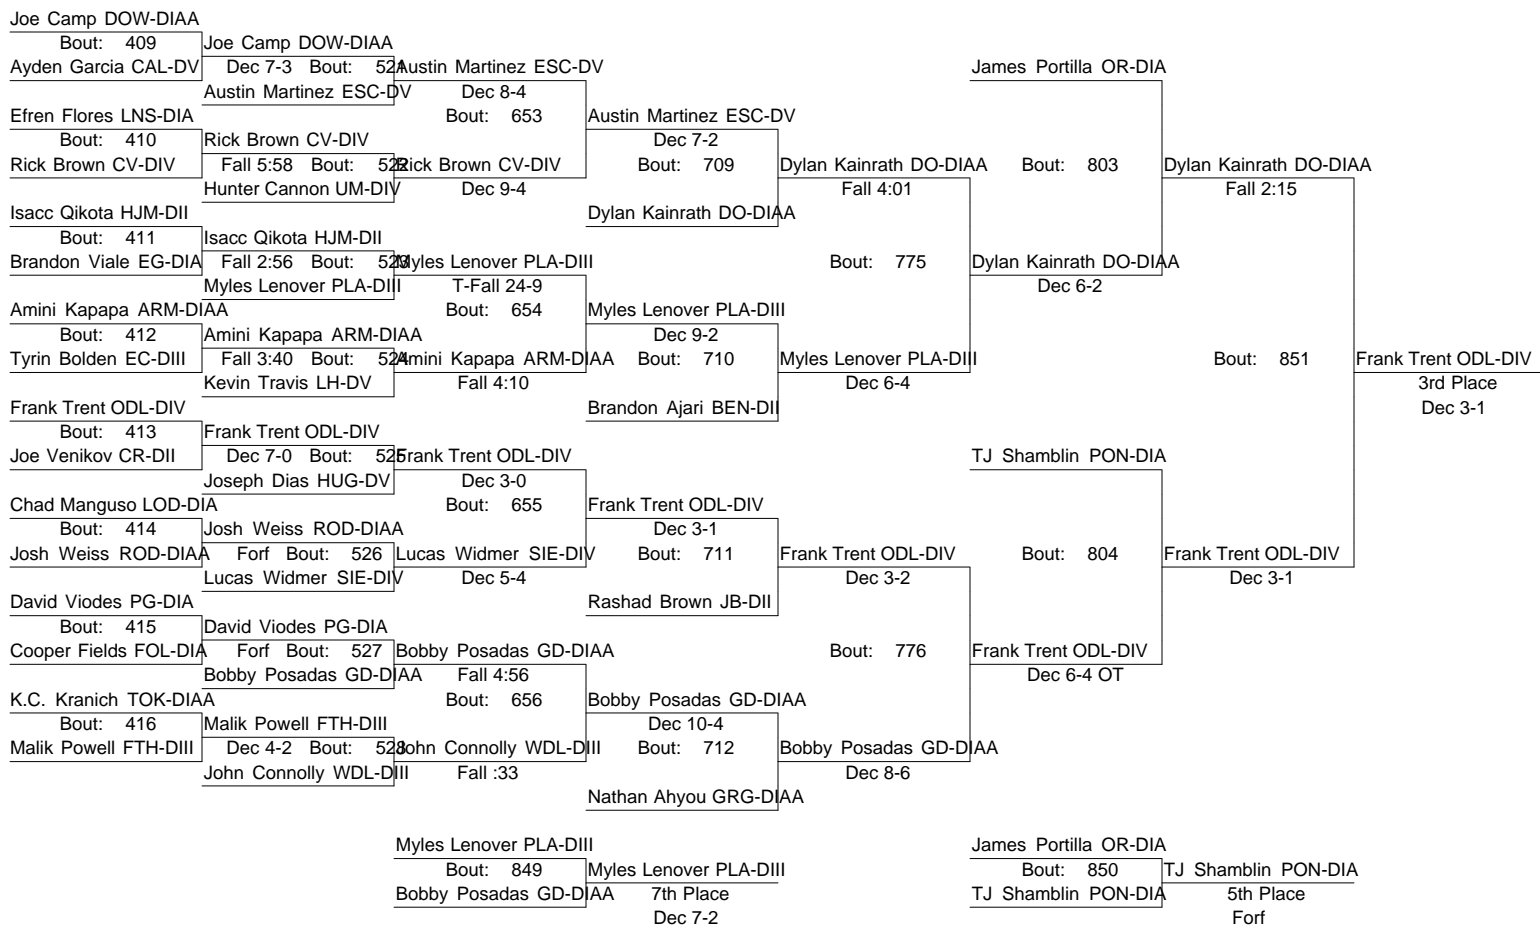 Joe Camp DOW-DIAA
Bout: 409
Ayden Garcia CAL-DV
Efren Flores LNS-DIA
Bout: 410
Rick Brown CV-DIV
Isacc Qikota HJM-DII
Bout: 411
Brandon Viale EG-DIA
Amini Kapapa ARM-DIAA
Bout: 412
Tyrin Bolden EC-DIII
Frank Trent ODL-DIV
Bout: 413
Joe Venikov CR-DII
Chad Manguso LOD-DIA
Bout: 414
Josh Weiss ROD-DIAA
David Viodes PG-DIA
Bout: 415
Cooper Fields FOL-DIA
K.C. Kranich TOK-DIAA
Bout: 416
Malik Powell FTH-DIII
Joe Camp DOW-DIAA
Dec 7-3 Bout: 521
Austin Martinez ESC-DV
Rick Brown CV-DIV
Fall 5:58 Bout: 522
Hunter Cannon UM-DIV
Isacc Qikota HJM-DII
Fall 2:56 Bout: 523
Myles Lenover PLA-DIII
Amini Kapapa ARM-DIAA
Fall 3:40 Bout: 524
Kevin Travis LH-DV
Frank Trent ODL-DIV
Dec 7-0 Bout: 525
Joseph Dias HUG-DV
Josh Weiss ROD-DIAA
Forf Bout: 526
Lucas Widmer SIE-DIV
David Viodes PG-DIA
Forf Bout: 527
Bobby Posadas GD-DIAA
Malik Powell FTH-DIII
Dec 4-2 Bout: 528
John Connolly WDL-DIII
Austin Martinez ESC-DV
Dec 8-4
Bout: 653
Rick Brown CV-DIV
Dec 9-4
Myles Lenover PLA-DIII
T-Fall 24-9
Bout: 654
Amini Kapapa ARM-DIAA
Fall 4:10
Frank Trent ODL-DIV
Dec 3-0
Bout: 655
Lucas Widmer SIE-DIV
Dec 5-4
Bobby Posadas GD-DIAA
Fall 4:56
Bout: 656
John Connolly WDL-DIII
Fall :33
Austin Martinez ESC-DV
Dec 7-2
Bout: 709
Dylan Kainrath DO-DIAA
Myles Lenover PLA-DIII
Dec 9-2
Bout: 710
Brandon Ajari BEN-DII
Frank Trent ODL-DIV
Dec 3-1
Bout: 711
Rashad Brown JB-DII
Bobby Posadas GD-DIAA
Dec 10-4
Bout: 712
Nathan Ahyou GRG-DIAA
Dylan Kainrath DO-DIAA
Fall 4:01
Bout: 775
Myles Lenover PLA-DIII
Dec 6-4
Frank Trent ODL-DIV
Dec 3-2
Bout: 776
Bobby Posadas GD-DIAA
Dec 8-6
James Portilla OR-DIA
Bout: 803
Dylan Kainrath DO-DIAA
Dec 6-2
TJ Shamblin PON-DIA
Bout: 804
Frank Trent ODL-DIV
Dec 6-4 OT
Dylan Kainrath DO-DIAA
Fall 2:15
Bout: 851
Frank Trent ODL-DIV
Dec 3-1
Frank Trent ODL-DIV
3rd Place
Dec 3-1
Myles Lenover PLA-DIII
Bout: 849
Bobby Posadas GD-DIAA
Myles Lenover PLA-DIII
7th Place
Dec 7-2
James Portilla OR-DIA
Bout: 850
TJ Shamblin PON-DIA
TJ Shamblin PON-DIA
5th Place
Forf